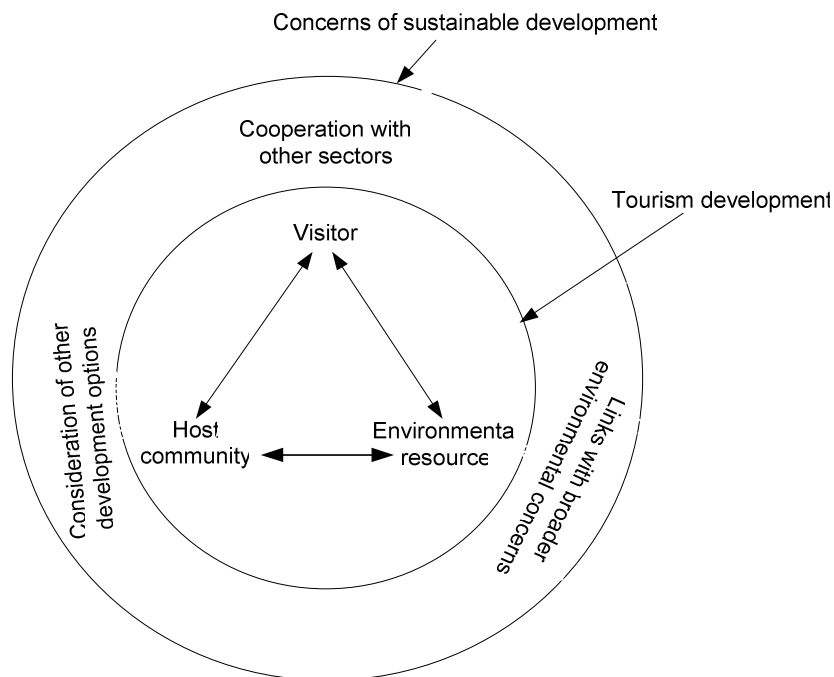 Concerns of sustainable development
Cooperation with
other sectors
Tourism development
Visitor
Consideration of other
development options
Host
community
Environmenta
resource
Links with broader
environmental concerns